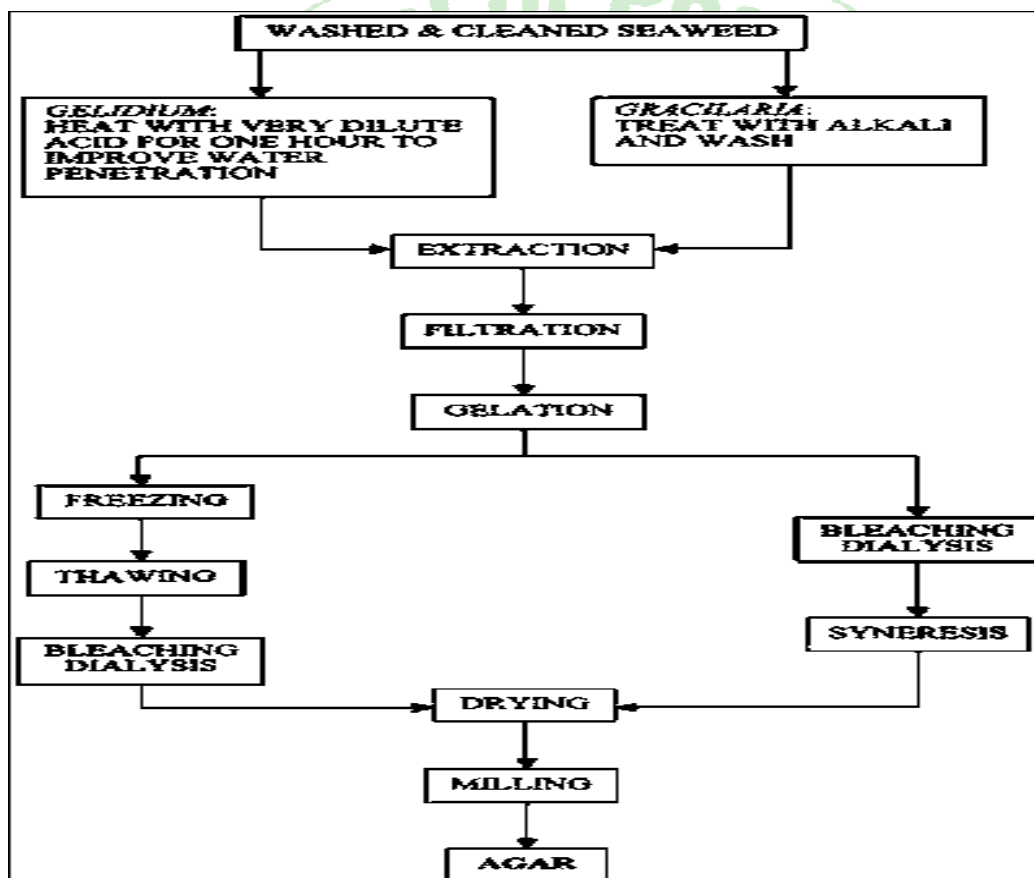 WASHED & CLEANED SEAWEED
GELIDIUM:
HEAT WITH VERY DILUTE
ACID FOR ONE HOUR TO
IMPROVE WATER
PENETRATION
GRACILARIA:
TREAT WITH ALKALI
AND WASH
EXTRACTION
FILTRATION
GELATION
FREEZING
THAWING
BLEACHING
DIALYSIS
BLEACHING
DIALYSIS
SYNERESIS
DRYING
MILLING
AGAR